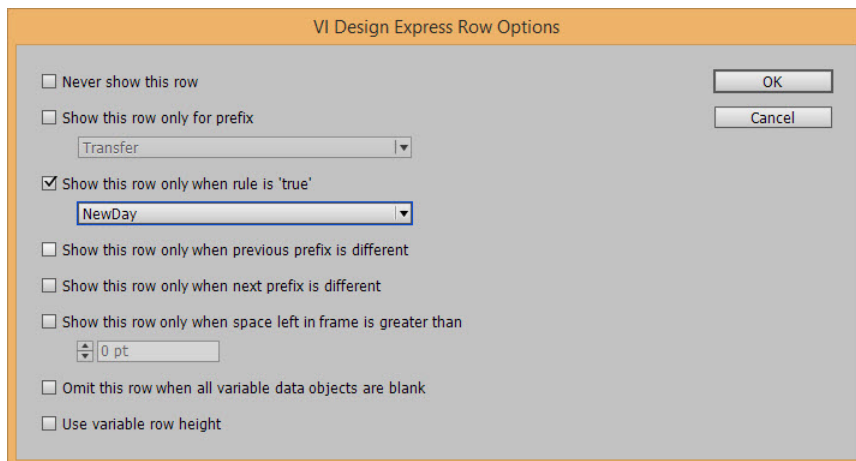 VI Design Express Row Options
Never show this row
OK
Show this row only for prefix
Cancel
Transfer
Show this row only when rule is 'true'
NewDay
Show this row only when previous prefix is different
Show this row only when next prefix is different
Show this row only when space left in frame is greater than
0 pt
Omit this row when all variable data objects are blank
Use variable row height